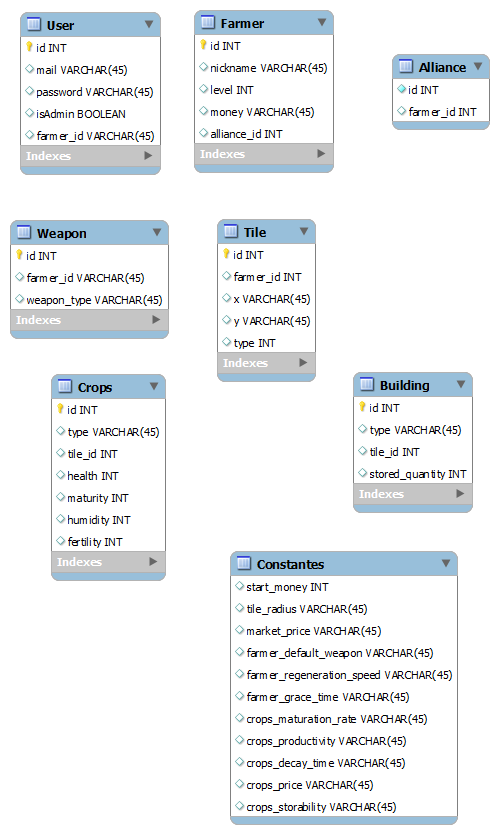 User
id INT
mail VARCHAR(45)
password VARCHAR(45)
isAdmin BOOLEAN
farmer_id VARCHAR(45)
Indexes
Farmer
id INT
nickname VARCHAR(45)
level INT
money VARCHAR(45)
alliance_id INT
Indexes
Alliance
id INT
farmer_id INT
Weapon
id INT
farmer_id VARCHAR(45)
weapon_type VARCHAR(45)
Indexes
Tile
id INT
farmer_id INT
x VARCHAR(45)
y VARCHAR(45)
type INT
Indexes
Crops
id INT
type VARCHAR(45)
tile_id INT
health INT
maturity INT
humidity INT
fertility INT
Indexes
Building
id INT
type VARCHAR(45)
tile_id INT
stored_quantity INT
Indexes
Constantes
start_money INT
tile_radius VARCHAR(45)
market_price VARCHAR(45)
farmer_default_weapon VARCHAR(45)
farmer_regeneration_speed VARCHAR(45)
farmer_grace_time VARCHAR(45)
crops_maturation_rate VARCHAR(45)
crops_productivity VARCHAR(45)
crops_decay_time VARCHAR(45)
crops_price VARCHAR(45)
crops_storability VARCHAR(45)